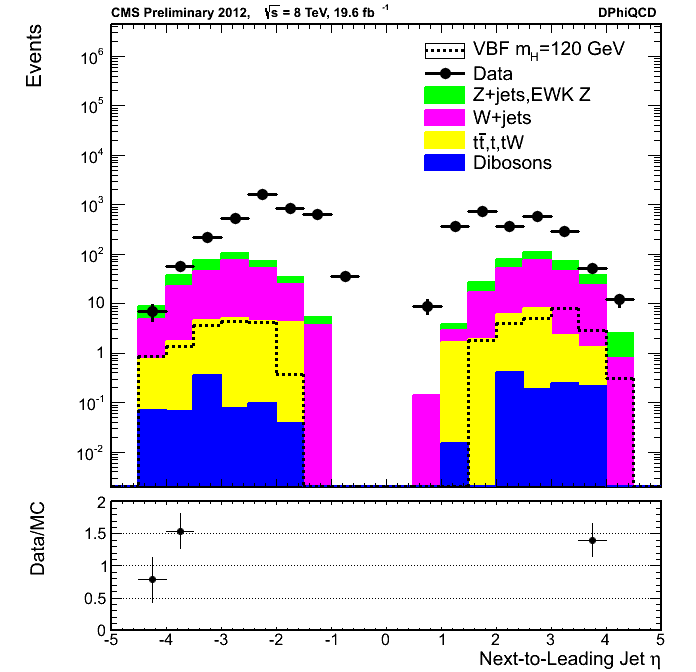 CMS Preliminary 2012, √s = 8 TeV, 19.6 fb⁻¹ DPhiQCD
Events
VBF m_H=120 GeV
Data
Z+jets,EWK Z
W+jets
tt̄,t,tW
Dibosons
10⁶
10⁵
10⁴
10³
10²
10
1
10⁻¹
10⁻²
Data/MC
2
1.5
1
0.5
0
-5 -4 -3 -2 -1 0 1 2 3 4 5
Next-to-Leading Jet η